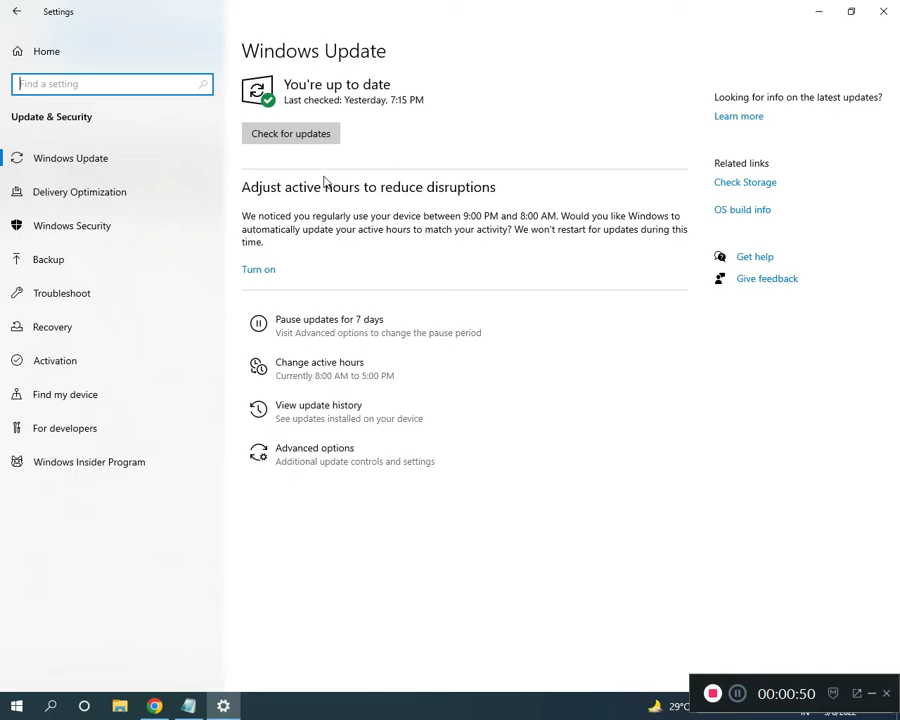 Settings
Home
Find a setting
Update & Security
Windows Update
Delivery Optimization
Windows Security
Backup
Troubleshoot
Recovery
Activation
Find my device
For developers
Windows Insider Program
Windows Update
You're up to date
Last checked: Yesterday, 7:15 PM
Check for updates
Adjust active hours to reduce disruptions
We noticed you regularly use your device between 9:00 PM and 8:00 AM. Would you like Windows to
automatically update your active hours to match your activity? We won't restart for updates during this
time.
Turn on
Pause updates for 7 days
Visit Advanced options to change the pause period
Change active hours
Currently 8:00 AM to 5:00 PM
View update history
See updates installed on your device
Advanced options
Additional update controls and settings
Looking for info on the latest updates?
Learn more
Related links
Check Storage
OS build info
Get help
Give feedback
29°C
00:00:50